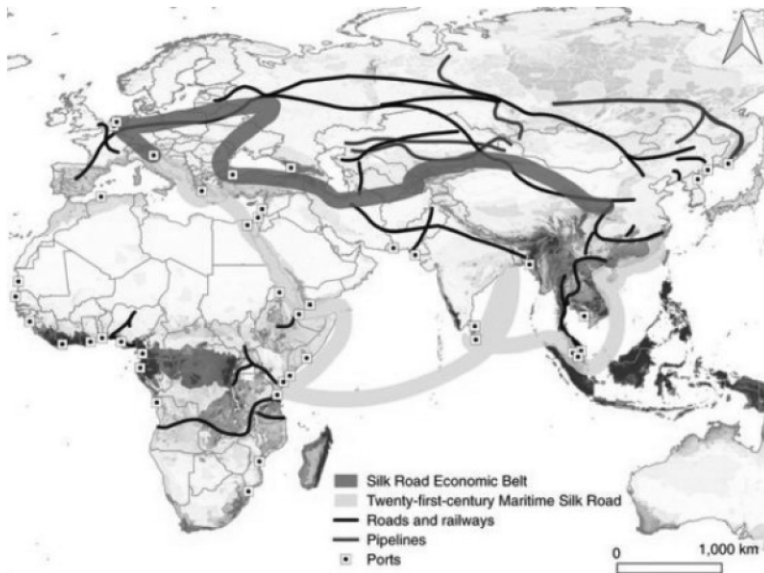 Silk Road Economic Belt
Twenty-first-century Maritime Silk Road
Roads and railways
Pipelines
Ports
0 1,000 km